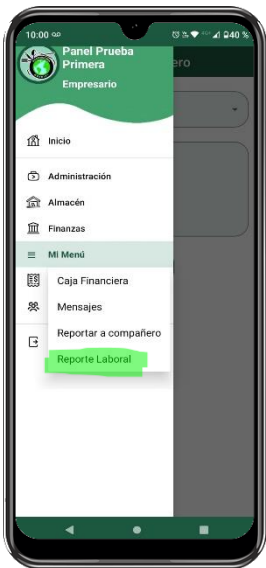 10:00
40 %
Panel Prueba
Primera
ero
Empresario
Inicio
Administración
Almacén
Finanzas
Mi Menú
Caja Financiera
Mensajes
Reportar a compañero
Reporte Laboral